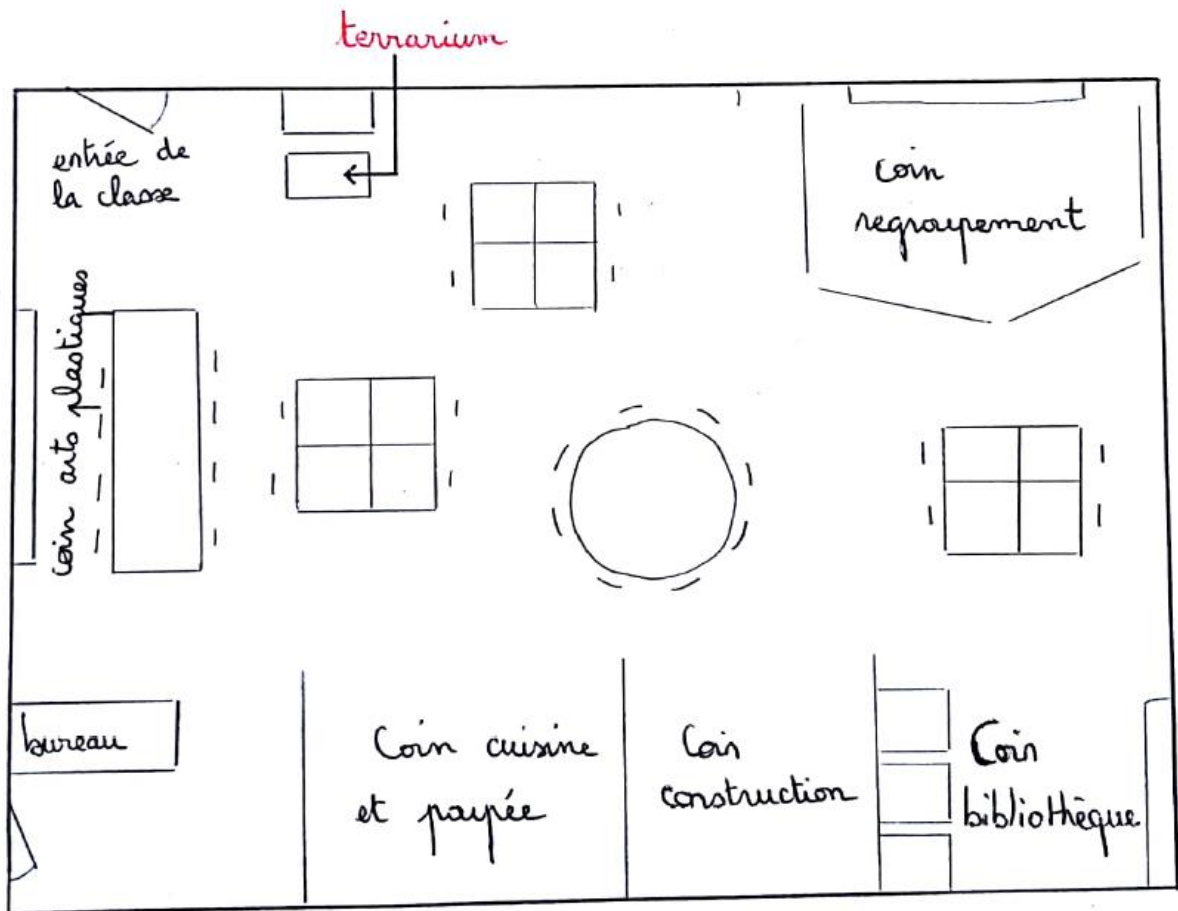 terrarium
entrée de
la classe
coin
regroupement
coin arts plastiques
bureau
Coin cuisine
et poupée
Coin
construction
Coin
bibliothèque